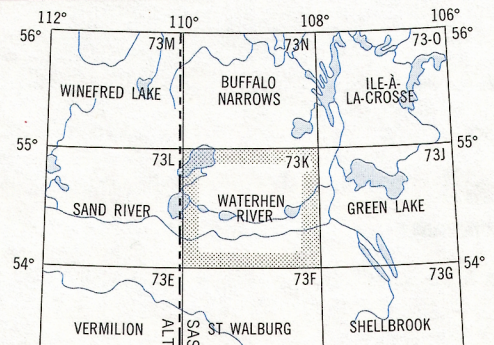 112° 110° 108° 106°
56° 73M 73N 73-O 56°
WINEFRED LAKE
BUFFALO
NARROWS
ILE-À-
LA-CROSSE
55° 73L 73K 73J 55°
SAND RIVER
WATERHEN
RIVER
GREEN LAKE
54° 73E 73F 73G 54°
VERMILION
ALT
SAS
ST WALBURG
SHELLBROOK